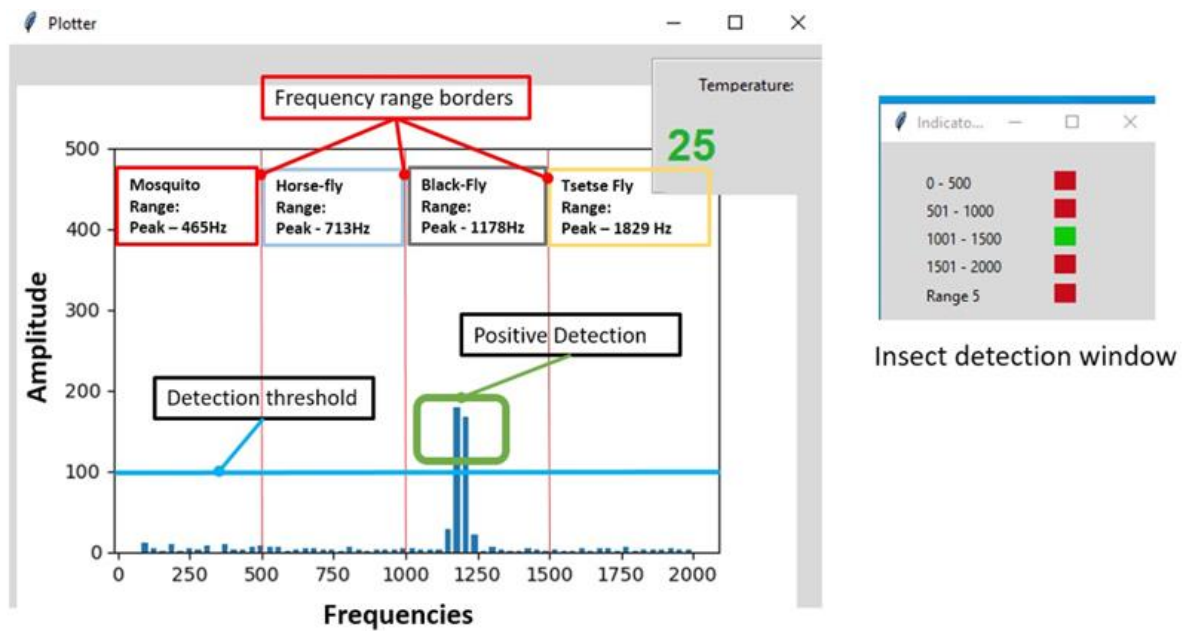 Plotter
Frequency range borders
Temperature:
25
500
400
300
200
100
0
Amplitude
Mosquito
Range:
Peak – 465Hz
Horse-fly
Range:
Peak - 713Hz
Black-Fly
Range:
Peak - 1178Hz
Tsetse Fly
Range:
Peak – 1829 Hz
Positive Detection
Detection threshold
0 250 500 750 1000 1250 1500 1750 2000
Frequencies
Indicato...
0 - 500
501 - 1000
1001 - 1500
1501 - 2000
Range 5
Insect detection window